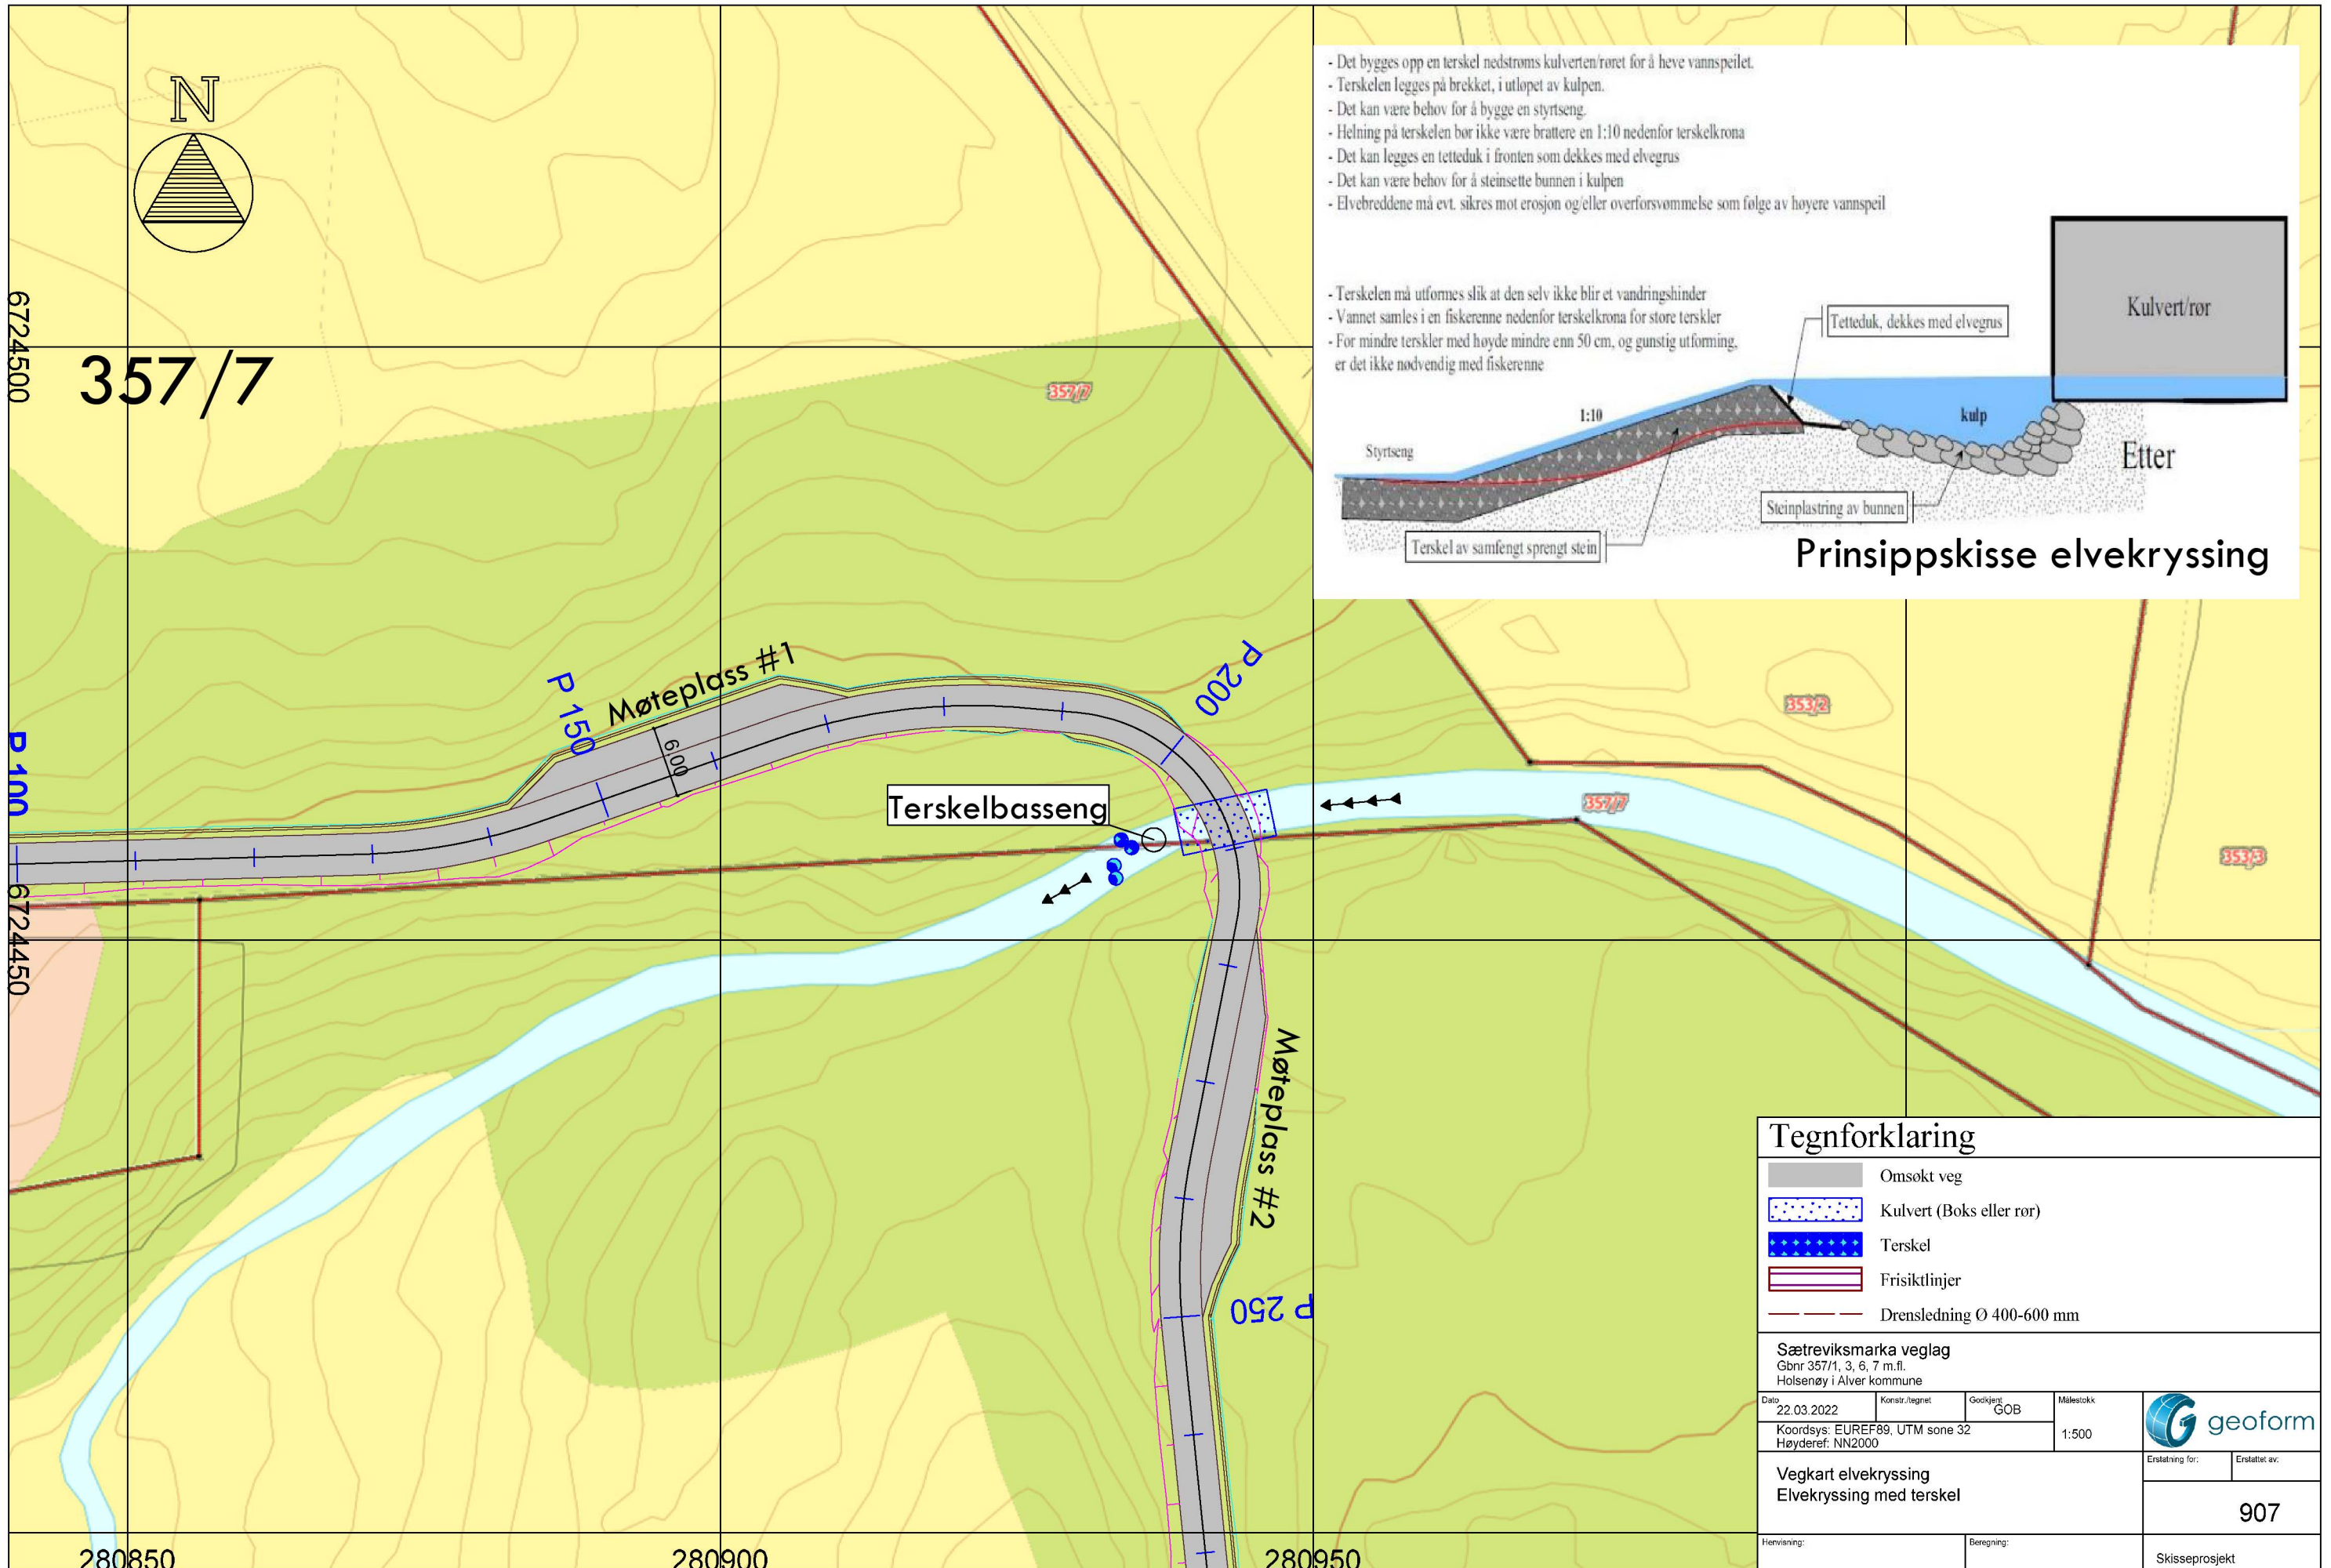 N
- Det bygges opp en terskel nedstrøms kulverten/røret for å heve vannspeilet.
- Terskelen legges på brekket, i utløpet av kulpen.
- Det kan være behov for å bygge en styrtseng.
- Helning på terskelen bør ikke være brattere en 1:10 nedenfor terskelkrona
- Det kan legges en tetteduk i fronten som dekkes med elvegrus
- Det kan være behov for å steinsette bunnen i kulpen
- Elvebreddene må evt. sikres mot erosjon og/eller overforsvømmelse som følge av høyere vannspeil
- Terskelen må utformes slik at den selv ikke blir et vandringshinder
- Vannet samles i en fiskerenne nedenfor terskelkrona for store terskler
- For mindre terskler med høyde mindre enn 50 cm, og gunstig utforming,
er det ikke nødvendig med fiskerenne
Tetteduk, dekkes med elvegrus
Kulvert/rør
1:10
kulp
Styrtseng
Etter
Steinplastring av bunnen
Terskel av samfengt sprengt stein
Prinsippskisse elvekryssing
6724500
357/7
357/7
P 100
P 150
Møteplass #1
6,00
P 200
Terskelbasseng
357/7
353/2
353/3
6724450
Møteplass #2
P 250
280850
280900
280950
Tegnforklaring
Omsøkt veg
Kulvert (Boks eller rør)
Terskel
Frisiktlinjer
Drensledning Ø 400-600 mm
Sætreviksmarka veglag
Gbnr 357/1, 3, 6, 7 m.fl.
Holsenøy i Alver kommune
Dato
22.03.2022
Konstr./tegnet
Godkjent
GOB
Målestokk
1:500
Koordsys: EUREF89, UTM sone 32
Høyderef: NN2000
geoform
Vegkart elvekryssing
Elvekryssing med terskel
Erstatning for:
Erstattet av:
907
Henvisning:
Beregning:
Skisseprosjekt